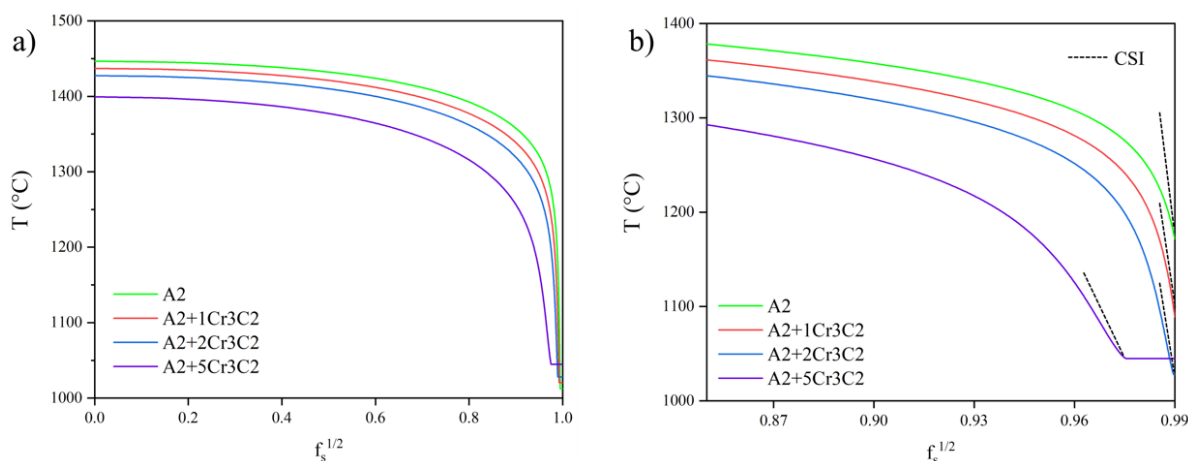 a)
T (°C)
1500
1400
1300
1200
1100
1000
A2
A2+1Cr3C2
A2+2Cr3C2
A2+5Cr3C2
0.0 0.2 0.4 0.6 0.8 1.0
fs1/2
b)
T (°C)
1400
1300
1200
1100
1000
CSI
A2
A2+1Cr3C2
A2+2Cr3C2
A2+5Cr3C2
0.87 0.90 0.93 0.96 0.99
fs1/2